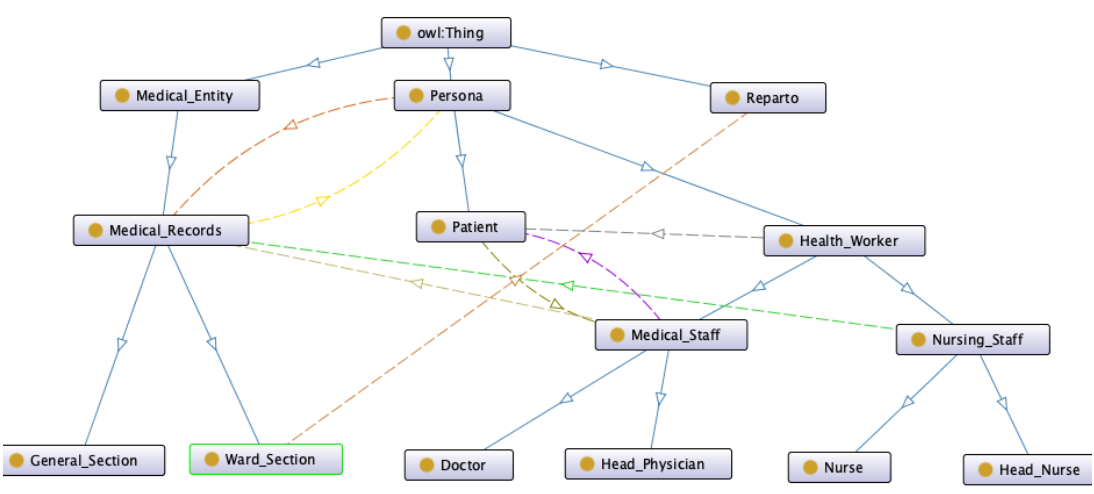 owl:Thing
Medical_Entity
Persona
Reparto
Medical_Records
Patient
Health_Worker
Medical_Staff
Nursing_Staff
General_Section
Ward_Section
Doctor
Head_Physician
Nurse
Head_Nurse